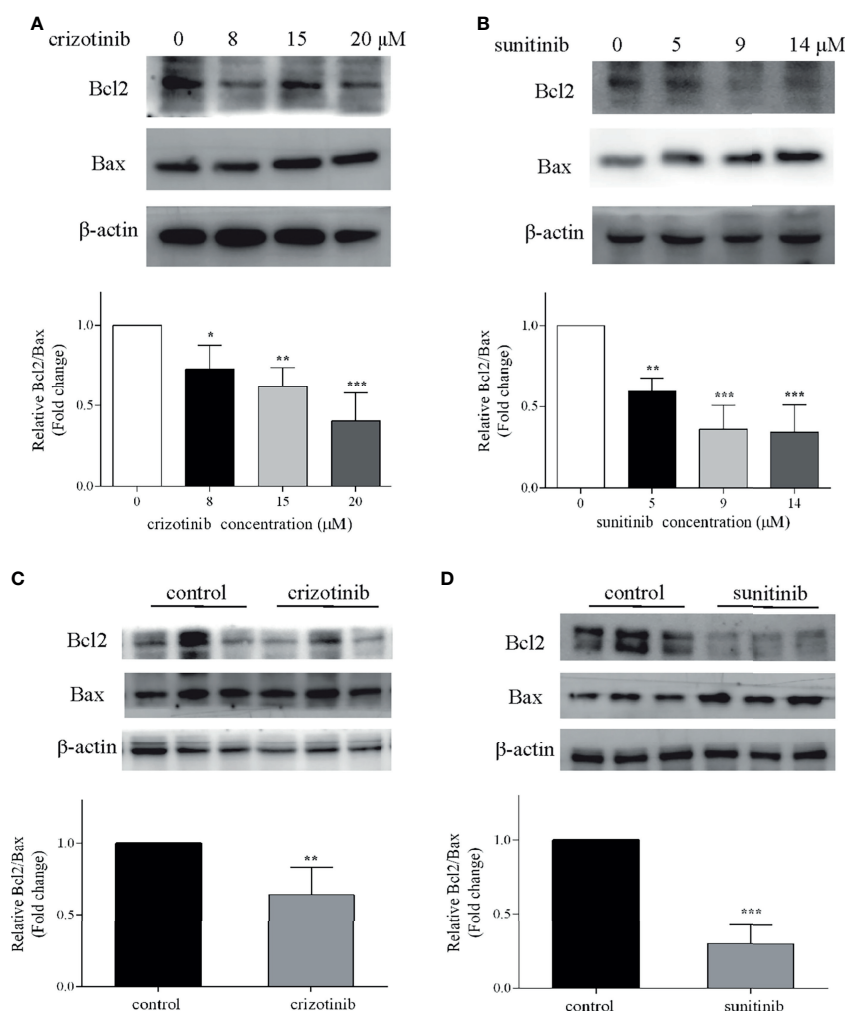 A
crizotinib 0 8 15 20 μM
Bcl2
Bax
β-actin
Relative Bcl2/Bax
(Fold change)
1.0
0.5
0.0
*
**
***
0 8 15 20
crizotinib concentration (μM)
B
sunitinib 0 5 9 14 μM
Bcl2
Bax
β-actin
Relative Bcl2/Bax
(Fold change)
1.0
0.5
0.0
**
***
***
0 5 9 14
sunitinib concentration (μM)
C
control crizotinib
Bcl2
Bax
β-actin
Relative Bcl2/Bax
(Fold change)
1.0
0.5
0.0
**
control crizotinib
D
control sunitinib
Bcl2
Bax
β-actin
Relative Bcl2/Bax
(Fold change)
1.0
0.5
0.0
***
control sunitinib